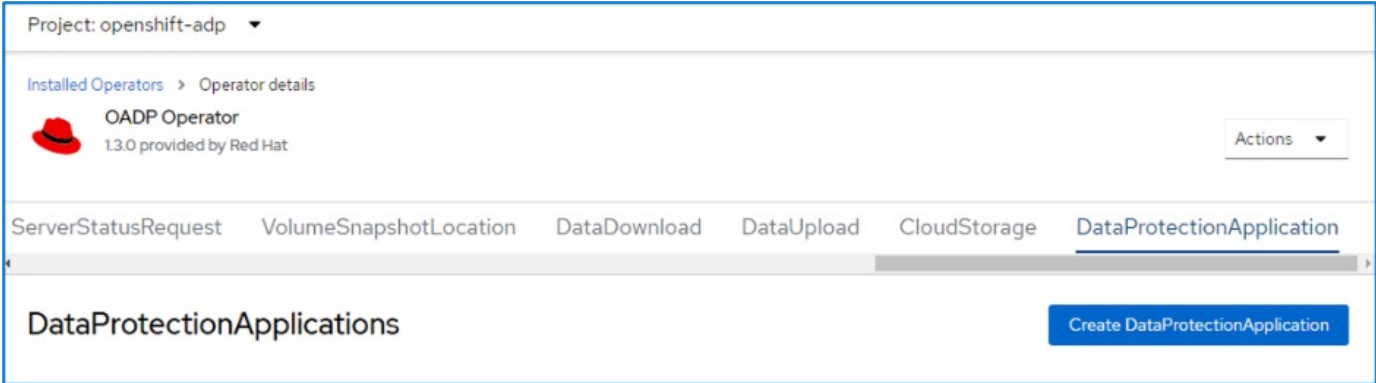 Project: openshift-adp
Installed Operators > Operator details
OADP Operator
1.3.0 provided by Red Hat
Actions
ServerStatusRequest VolumeSnapshotLocation DataDownload DataUpload CloudStorage DataProtectionApplication
DataProtectionApplications
Create DataProtectionApplication